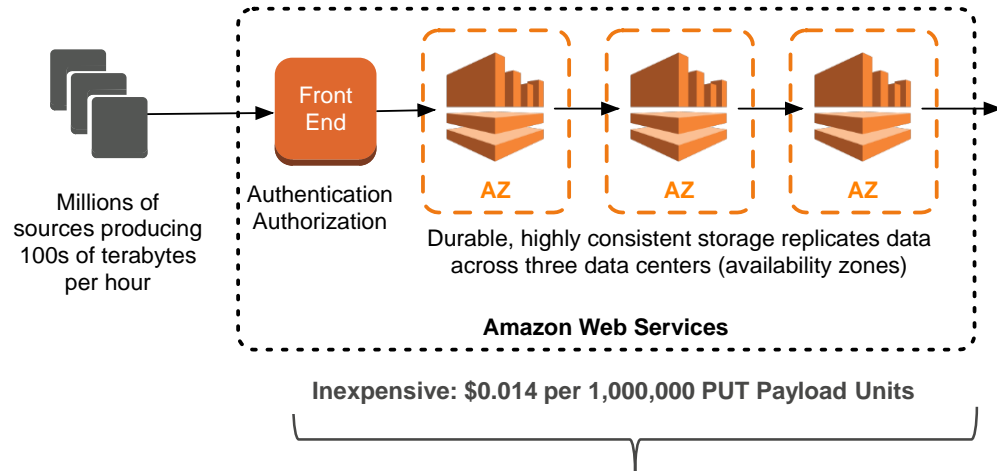 Front
End
AZ
AZ
AZ
Millions of
sources producing
100s of terabytes
per hour
Authentication
Authorization
Durable, highly consistent storage replicates data
across three data centers (availability zones)
Amazon Web Services
Inexpensive: $0.014 per 1,000,000 PUT Payload Units